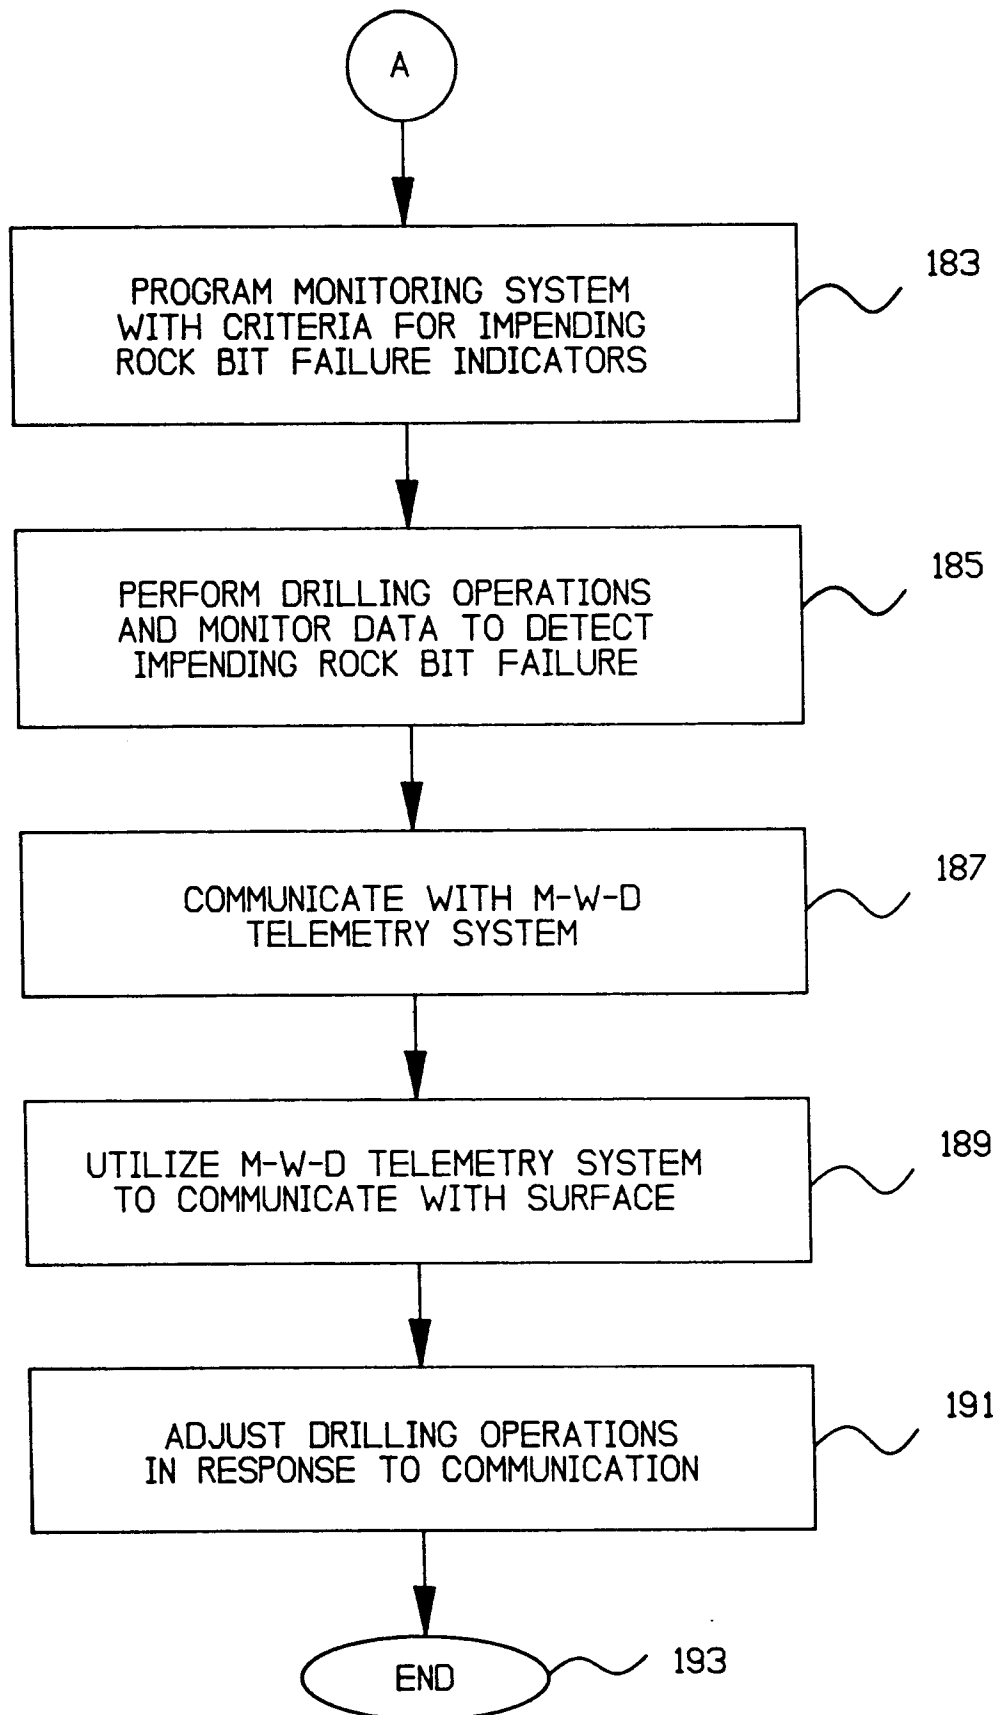 A
PROGRAM MONITORING SYSTEM
WITH CRITERIA FOR IMPENDING
ROCK BIT FAILURE INDICATORS
183
PERFORM DRILLING OPERATIONS
AND MONITOR DATA TO DETECT
IMPENDING ROCK BIT FAILURE
185
COMMUNICATE WITH M-W-D
TELEMETRY SYSTEM
187
UTILIZE M-W-D TELEMETRY SYSTEM
TO COMMUNICATE WITH SURFACE
189
ADJUST DRILLING OPERATIONS
IN RESPONSE TO COMMUNICATION
191
END
193